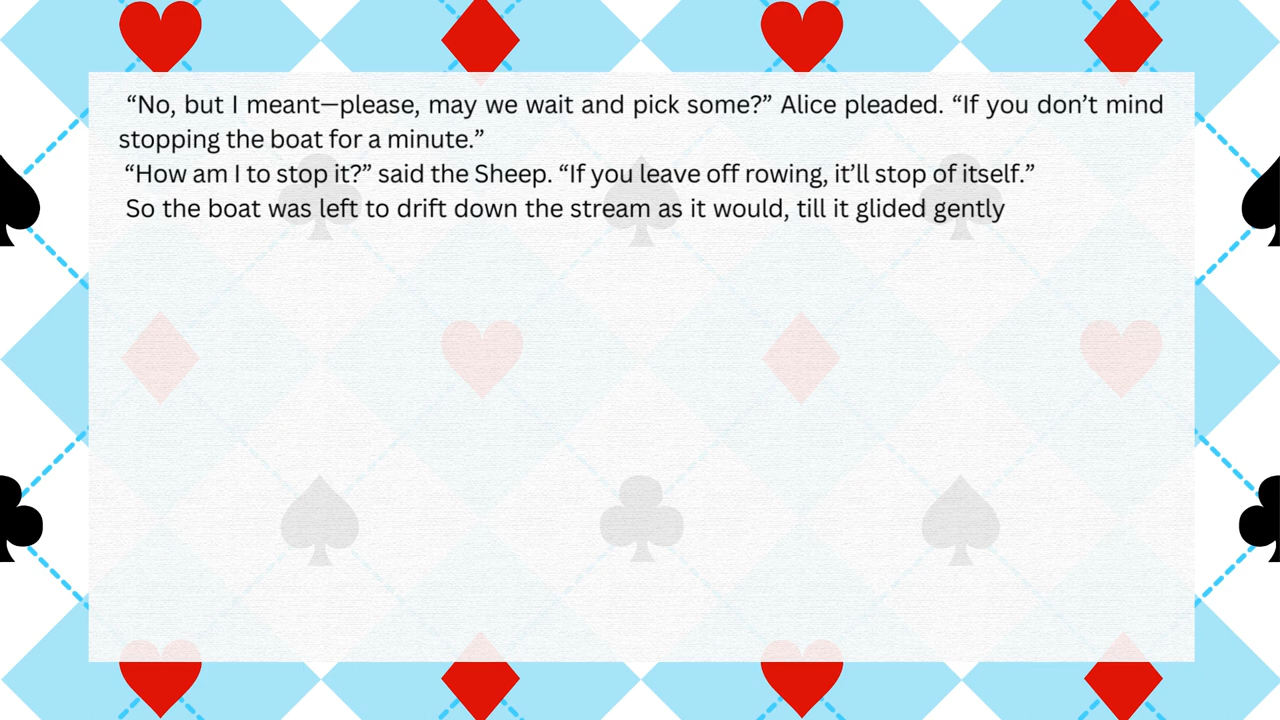 “No, but I meant—please, may we wait and pick some?” Alice pleaded. “If you don’t mind
stopping the boat for a minute.”
“How am I to stop it?” said the Sheep. “If you leave off rowing, it’ll stop of itself.”
So the boat was left to drift down the stream as it would, till it glided gently